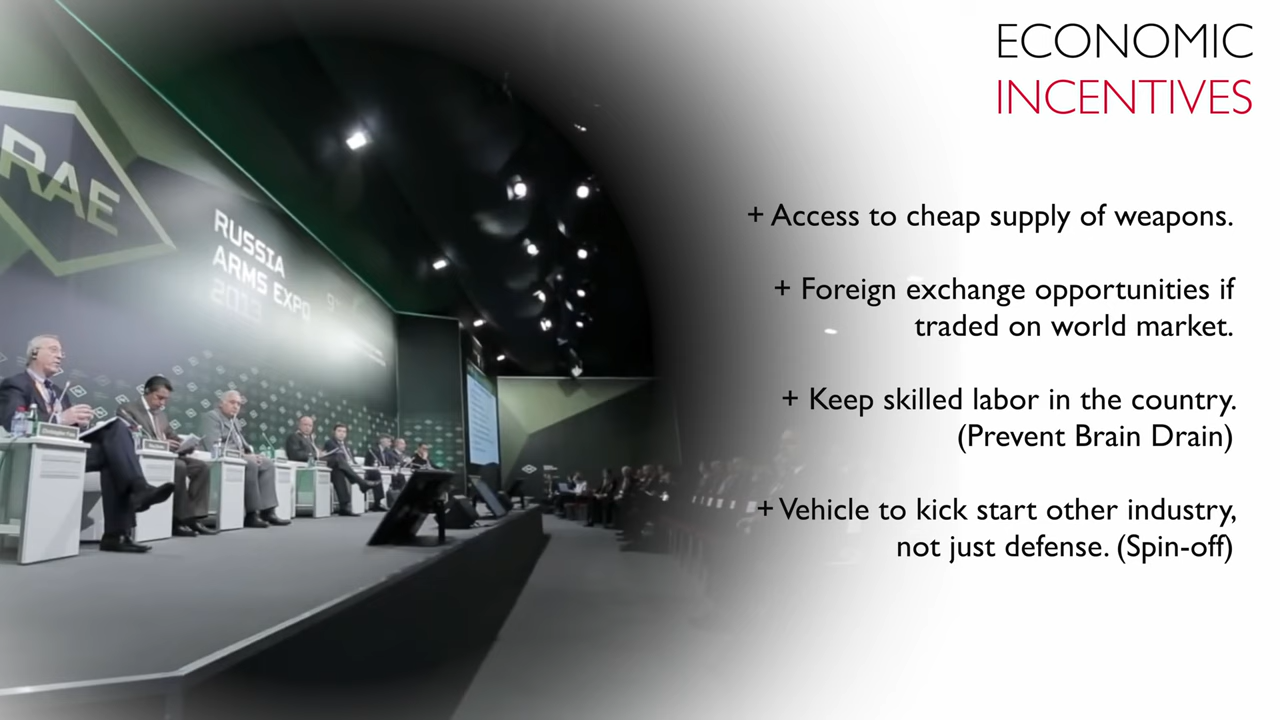 ECONOMIC
INCENTIVES
RAE
RUSSIA
ARMS EXPO
2013
+ Access to cheap supply of weapons.
+ Foreign exchange opportunities if
traded on world market.
+ Keep skilled labor in the country.
(Prevent Brain Drain)
+ Vehicle to kick start other industry,
not just defense. (Spin-off)